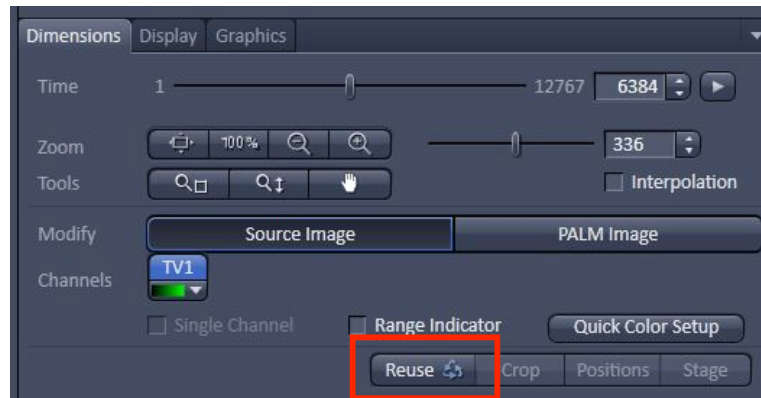 Dimensions Display Graphics
Time 1 12767 6384
Zoom 100% 336
Tools Interpolation
Modify Source Image PALM Image
Channels TV1
Single Channel Range Indicator Quick Color Setup
Reuse Crop Positions Stage